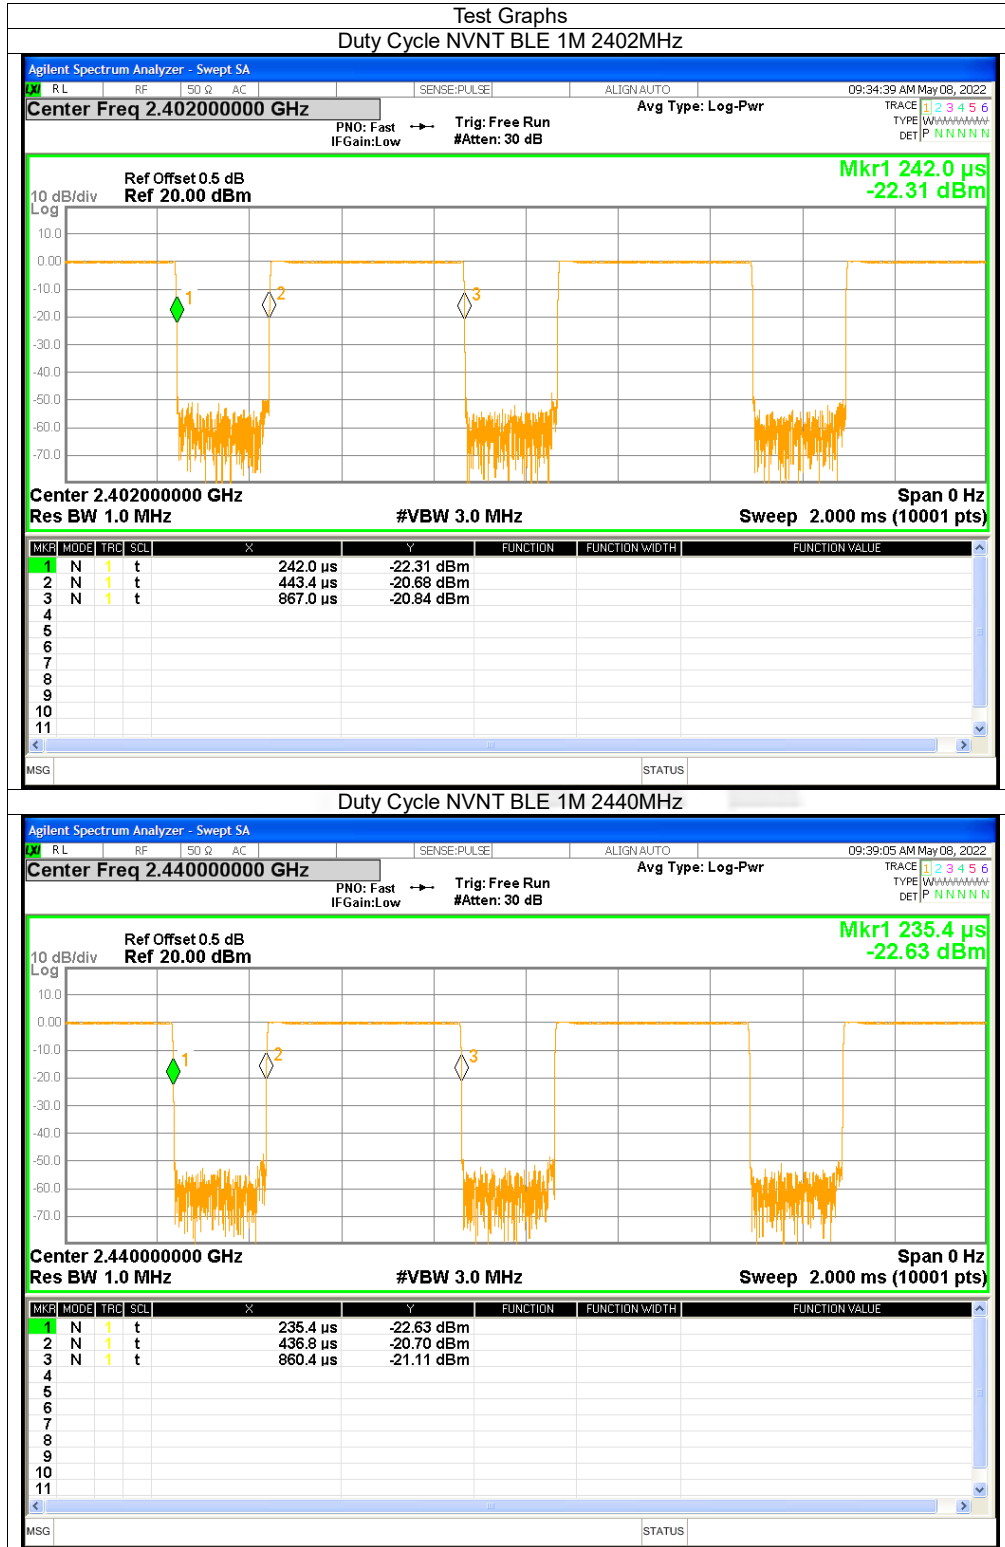 Test Graphs
Duty Cycle NVNT BLE 1M 2402MHz
Agilent Spectrum Analyzer - Swept SA
LXI RL RF 50 Ω AC SENSE:PULSE ALIGNAUTO 09:34:39 AM May 08, 2022
Center Freq 2.402000000 GHz Avg Type: Log-Pwr TRACE 1 2 3 4 5 6
PNO: Fast Trig: Free Run TYPE W
IFGain:Low #Atten: 30 dB DET P N N N N N
Mkr1 242.0 µs
Ref Offset 0.5 dB
10 dB/div Ref 20.00 dBm -22.31 dBm
Log
10.0
0.00
-10.0
1 2 3
-20.0
-30.0
-40.0
-50.0
-60.0
-70.0
Center 2.402000000 GHz Span 0 Hz
Res BW 1.0 MHz #VBW 3.0 MHz Sweep 2.000 ms (10001 pts)
MKR MODE TRC SCL X Y FUNCTION FUNCTION WIDTH FUNCTION VALUE
1 N 1 t 242.0 µs -22.31 dBm
2 N 1 t 443.4 µs -20.68 dBm
3 N 1 t 867.0 µs -20.84 dBm
4
5
6
7
8
9
10
11
MSG STATUS
Duty Cycle NVNT BLE 1M 2440MHz
Agilent Spectrum Analyzer - Swept SA
LXI RL RF 50 Ω AC SENSE:PULSE ALIGNAUTO 09:39:05 AM May 08, 2022
Center Freq 2.440000000 GHz Avg Type: Log-Pwr TRACE 1 2 3 4 5 6
PNO: Fast Trig: Free Run TYPE W
IFGain:Low #Atten: 30 dB DET P N N N N N
Mkr1 235.4 µs
Ref Offset 0.5 dB
10 dB/div Ref 20.00 dBm -22.63 dBm
Log
10.0
0.00
-10.0
1 2 3
-20.0
-30.0
-40.0
-50.0
-60.0
-70.0
Center 2.440000000 GHz Span 0 Hz
Res BW 1.0 MHz #VBW 3.0 MHz Sweep 2.000 ms (10001 pts)
MKR MODE TRC SCL X Y FUNCTION FUNCTION WIDTH FUNCTION VALUE
1 N 1 t 235.4 µs -22.63 dBm
2 N 1 t 436.8 µs -20.70 dBm
3 N 1 t 860.4 µs -21.11 dBm
4
5
6
7
8
9
10
11
MSG STATUS